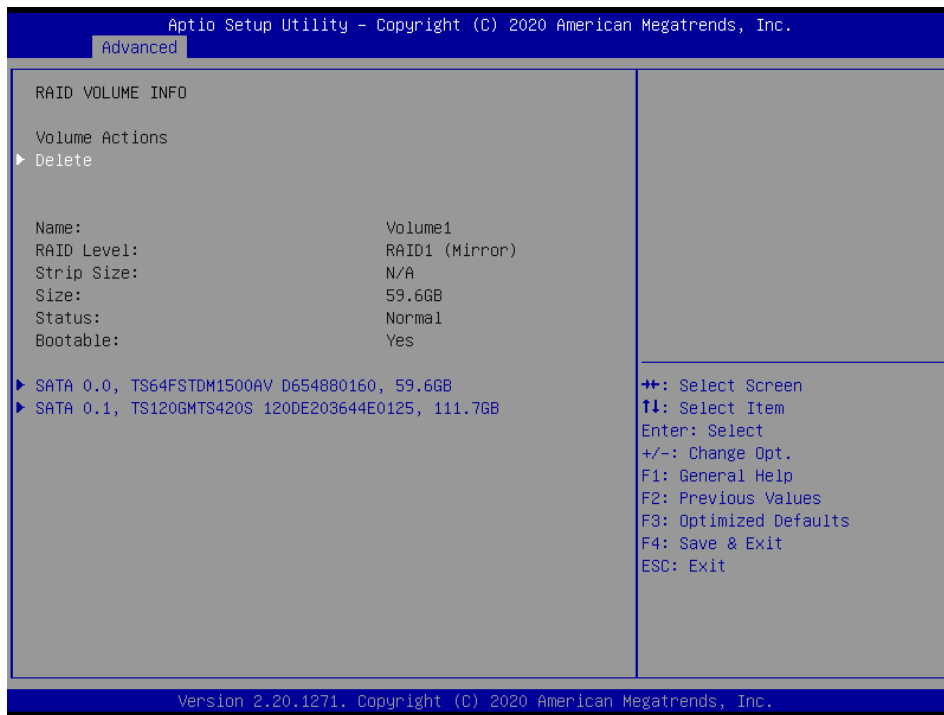 Aptio Setup Utility – Copyright (C) 2020 American Megatrends, Inc.
Advanced
RAID VOLUME INFO
Volume Actions
Delete
Name: Volume1
RAID Level: RAID1 (Mirror)
Strip Size: N/A
Size: 59.6GB
Status: Normal
Bootable: Yes
SATA 0.0, TS64FSTDM1500AV D654880160, 59.6GB
SATA 0.1, TS120GMTS420S 120DE203644E0125, 111.7GB
→←: Select Screen
↑↓: Select Item
Enter: Select
+/-: Change Opt.
F1: General Help
F2: Previous Values
F3: Optimized Defaults
F4: Save & Exit
ESC: Exit
Version 2.20.1271. Copyright (C) 2020 American Megatrends, Inc.